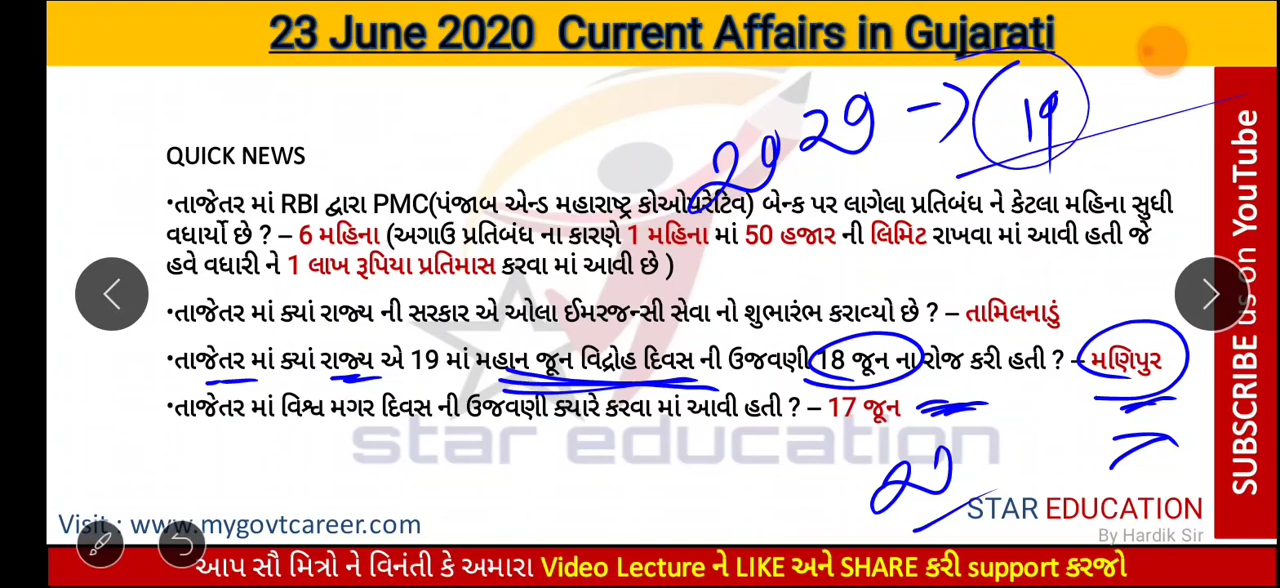 23 June 2020 Current Affairs in Gujarati
29 29 → 19
QUICK NEWS
•તાજેતર માં RBI દ્વારા PMC(પંજાબ એન્ડ મહારાષ્ટ્ર કોઓપરેટિવ) બેન્ક પર લાગેલા પ્રતિબંધ ને કેટલા મહિના સુધી
વધાર્યો છે ? – 6 મહિના (અગાઉ પ્રતિબંધ ના કારણે 1 મહિના માં 50 હજાર ની લિમિટ રાખવા માં આવી હતી જે
હવે વધારી ને 1 લાખ રૂપિયા પ્રતિમાસ કરવા માં આવી છે )
•તાજેતર માં ક્યાં રાજ્ય ની સરકાર એ ઓલા ઈમરજન્સી સેવા નો શુભારંભ કરાવ્યો છે ? – તામિલનાડું
•તાજેતર માં ક્યાં રાજ્ય એ 19 માં મહાન જૂન વિદ્રોહ દિવસ ની ઉજવણી 18 જૂન ના રોજ કરી હતી ? – મણિપુર
•તાજેતર માં વિશ્વ મગર દિવસ ની ઉજવણી ક્યારે કરવા માં આવી હતી ? – 17 જૂન
star education
STAR EDUCATION
By Hardik Sir
Visit : www.mygovtcareer.com
આપ સૌ મિત્રો ને વિનંતી કે અમારા Video Lecture ને LIKE અને SHARE કરી support કરજો
SUBSCRIBE us on YouTube